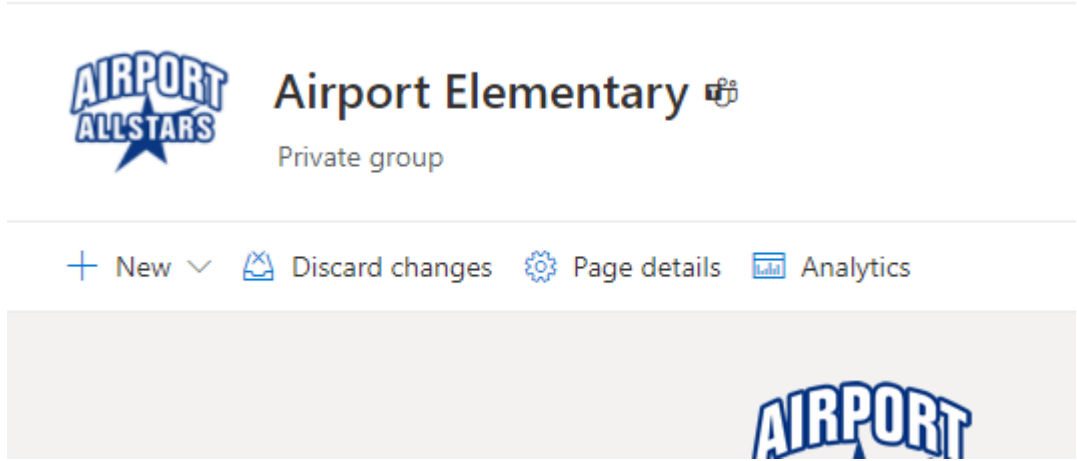 AIRPORT
ALLSTARS
Airport Elementary
Private group
New
Discard changes
Page details
Analytics
AIRPORT